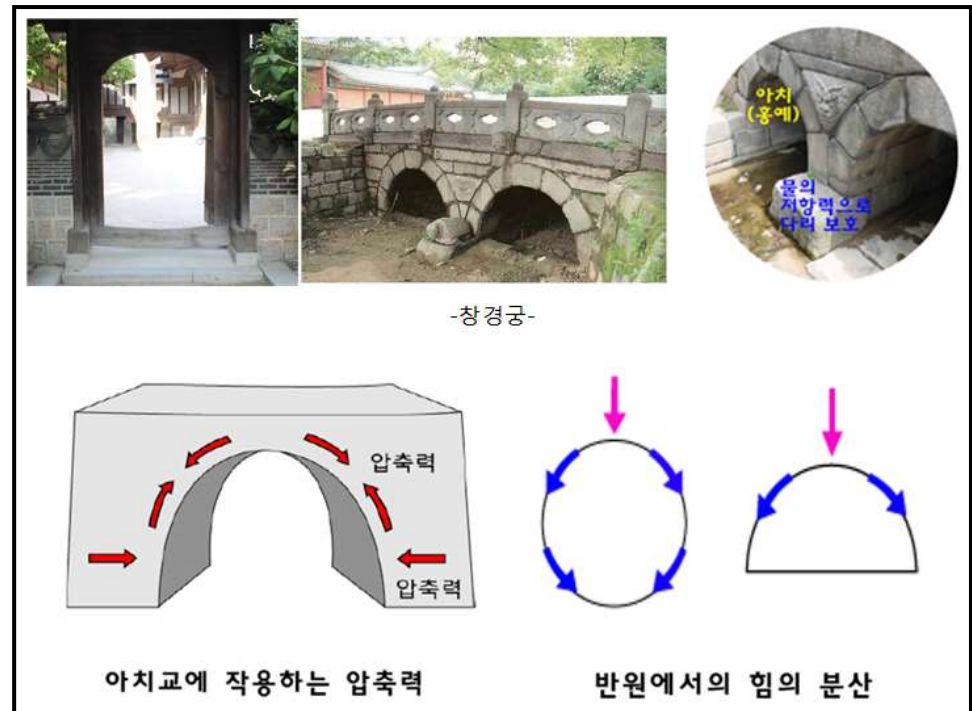 아치
(홍예)
물의
저항력으로
다리 보호
-창경궁-
압축력
압축력
아치교에 작용하는 압축력
반원에서의 힘의 분산